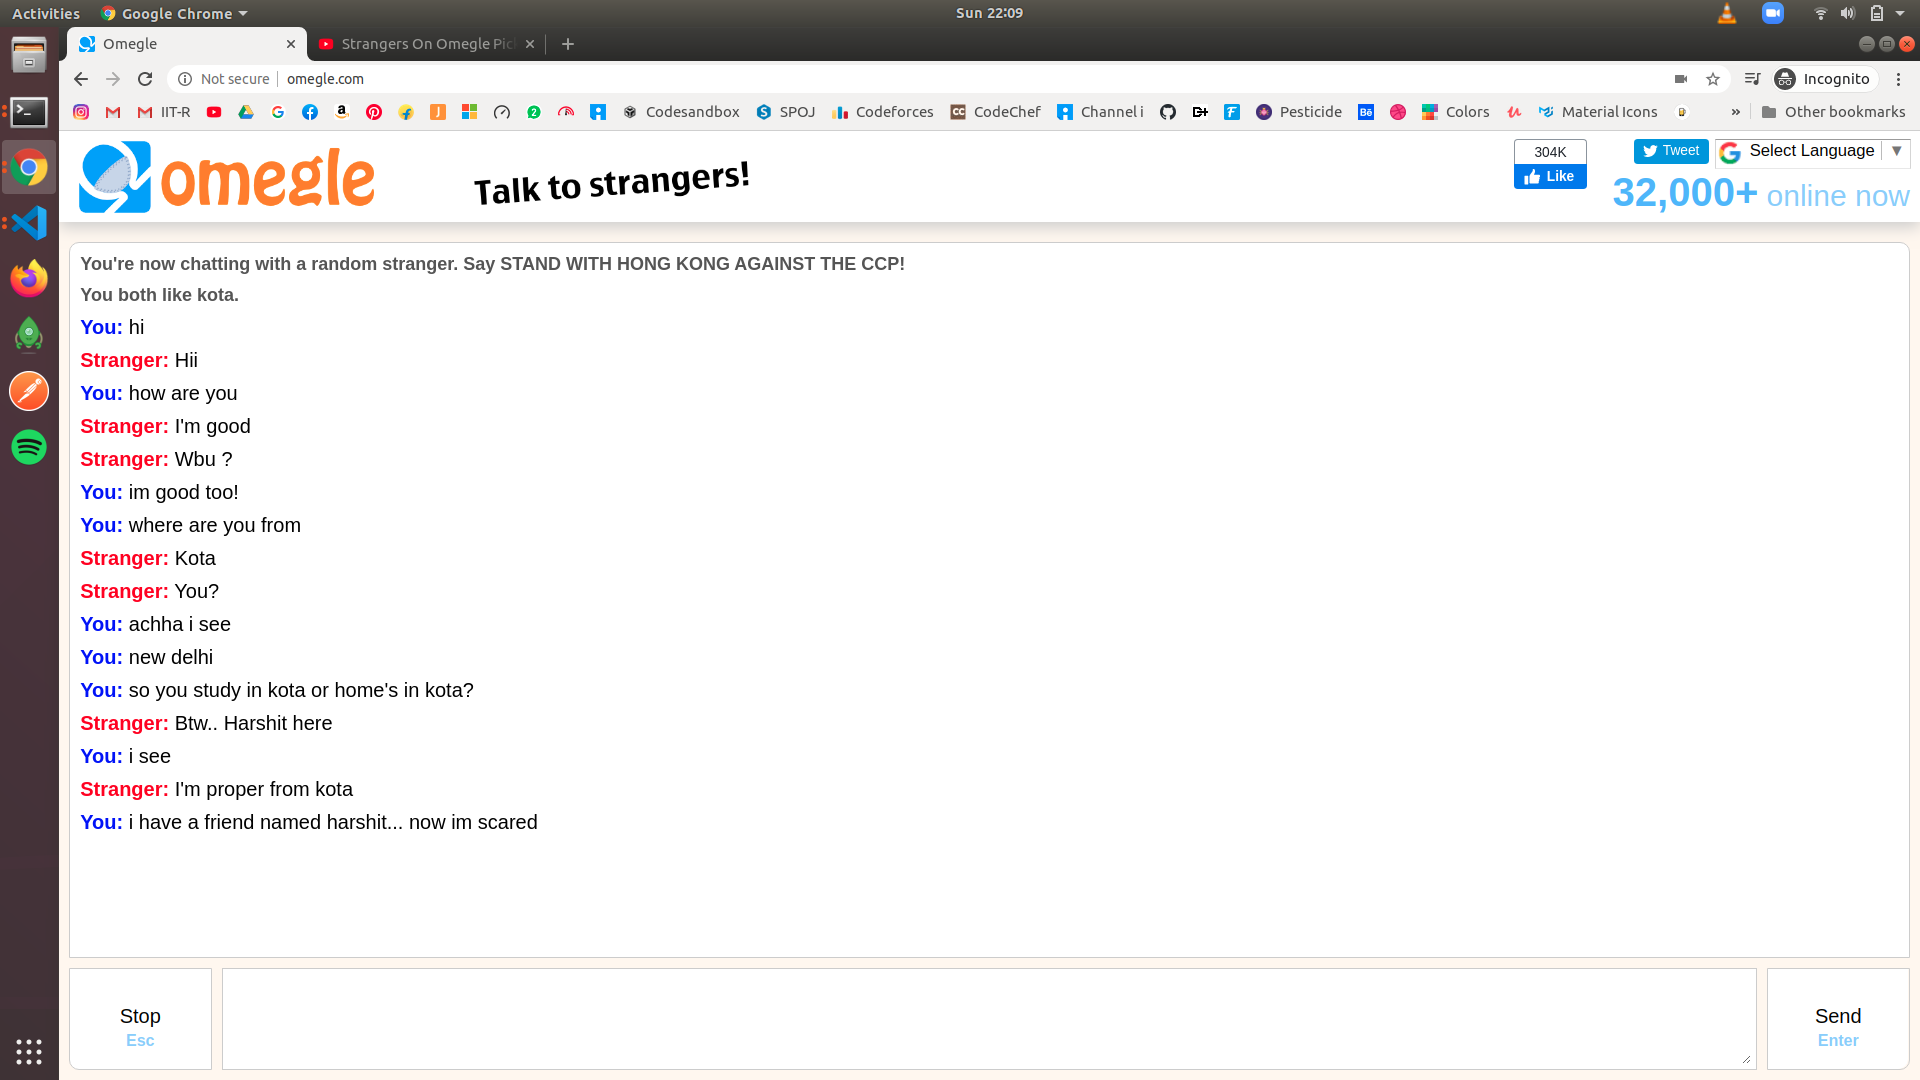 Activities Google Chrome Sun 22:09
Omegle Strangers On Omegle Pic
Not secure omegle.com Incognito
IIT-R Codesandbox SPOJ Codeforces CodeChef Channel i Pesticide Colors Material Icons » Other bookmarks
omegle Talk to strangers! 304K Like Tweet Select Language ▼
32,000+ online now
You're now chatting with a random stranger. Say STAND WITH HONG KONG AGAINST THE CCP!
You both like kota.
You: hi
Stranger: Hii
You: how are you
Stranger: I'm good
Stranger: Wbu ?
You: im good too!
You: where are you from
Stranger: Kota
Stranger: You?
You: achha i see
You: new delhi
You: so you study in kota or home's in kota?
Stranger: Btw.. Harshit here
You: i see
Stranger: I'm proper from kota
You: i have a friend named harshit... now im scared
Stop Send
Esc Enter